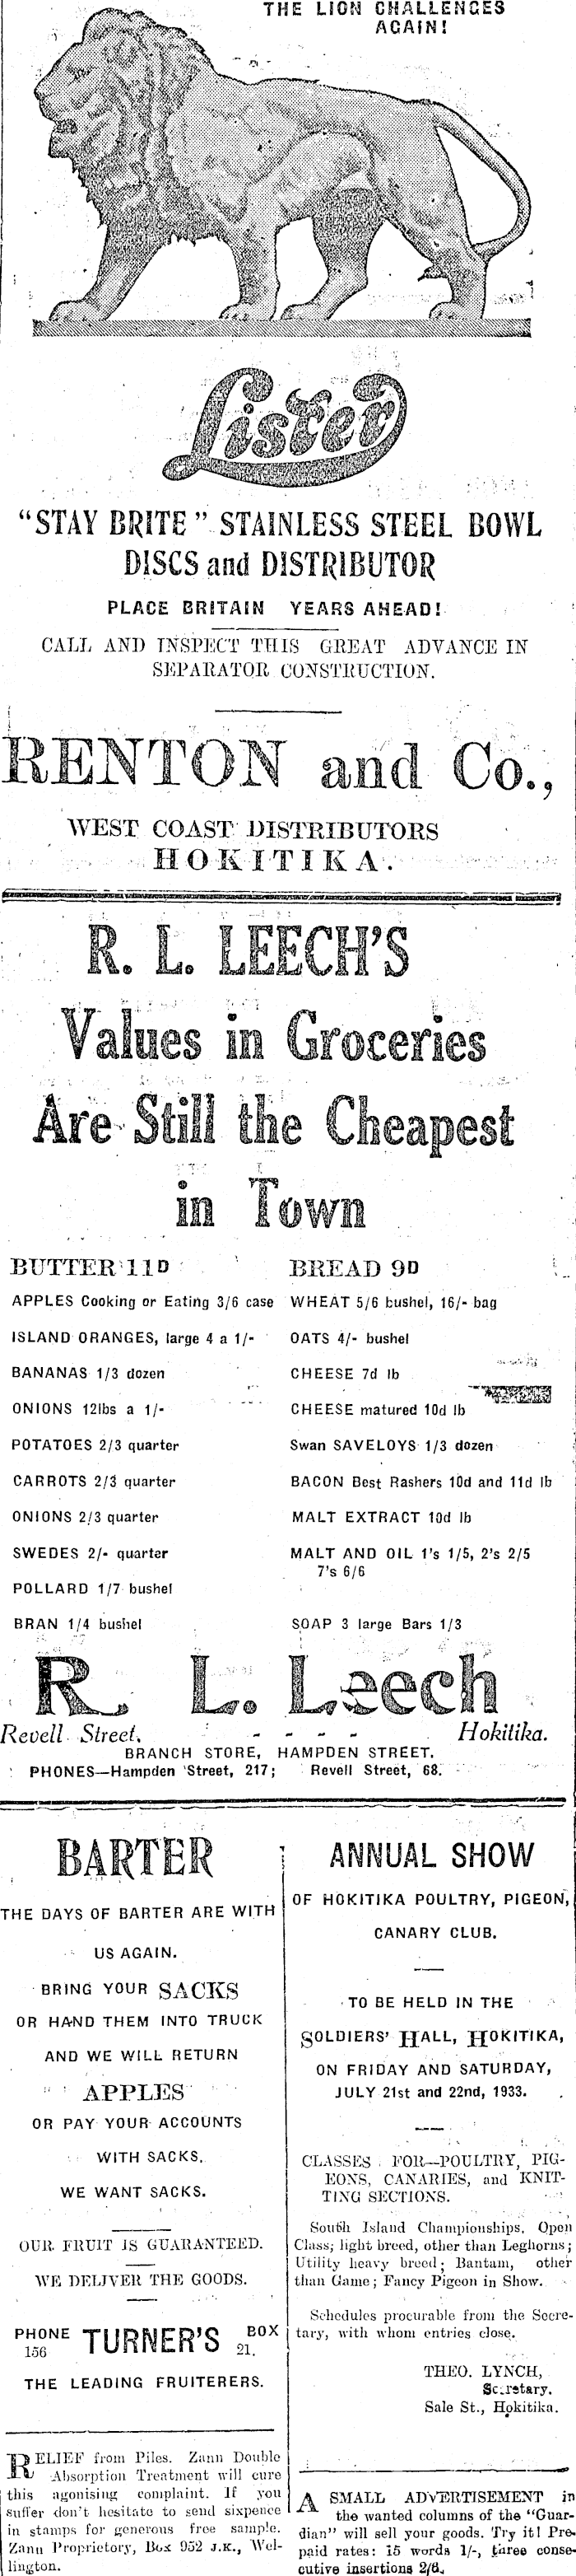 THE LION CHALLENGES
AGAIN!
Lister
"STAY BRITE" STAINLESS STEEL BOWL
DISCS and DISTRIBUTOR
PLACE BRITAIN YEARS AHEAD!
CALL AND INSPECT THIS GREAT ADVANCE IN
SEPARATOR CONSTRUCTION.
RENTON and Co.,
WEST COAST DISTRIBUTORS
HOKITIKA.
R. L. LEECH'S
Values in Groceries
Are Still the Cheapest
in Town
BUTTER 11D
APPLES Cooking or Eating 3/6 case
ISLAND ORANGES, large 4 a 1/-
BANANAS 1/3 dozen
ONIONS 12lbs a 1/-
POTATOES 2/3 quarter
CARROTS 2/3 quarter
ONIONS 2/3 quarter
SWEDES 2/- quarter
POLLARD 1/7 bushel
BRAN 1/4 bushel
BREAD 9D
WHEAT 5/6 bushel, 16/- bag
OATS 4/- bushel
CHEESE 7d lb
CHEESE matured 10d lb
Swan SAVELOYS 1/3 dozen
BACON Best Rashers 10d and 11d lb
MALT EXTRACT 10d lb
MALT AND OIL 1's 1/5, 2's 2/5
7's 6/6
SOAP 3 large Bars 1/3
R. L. Leech
Revell Street, - - - - Hokitika.
BRANCH STORE, HAMPDEN STREET.
PHONES—Hampden Street, 217; Revell Street, 68.
BARTER
THE DAYS OF BARTER ARE WITH
US AGAIN.
BRING YOUR SACKS
OR HAND THEM INTO TRUCK
AND WE WILL RETURN
APPLES
OR PAY YOUR ACCOUNTS
WITH SACKS.
WE WANT SACKS.
OUR FRUIT IS GUARANTEED.
WE DELIVER THE GOODS.
PHONE 156 TURNER'S BOX 21.
THE LEADING FRUITERERS.
RELIEF from Piles. Zann Double
Absorption Treatment will cure
this agonising complaint. If you
suffer don't hesitate to send sixpence
in stamps for generous free sample.
Zann Proprietory, Box 952 J.K., Wel-
lington.
ANNUAL SHOW
OF HOKITIKA POULTRY, PIGEON,
CANARY CLUB.
TO BE HELD IN THE
SOLDIERS' HALL, HOKITIKA,
ON FRIDAY AND SATURDAY,
JULY 21st and 22nd, 1933.
CLASSES FOR—POULTRY, PIG-
EONS, CANARIES, and KNIT-
TING SECTIONS.
South Island Championships, Open
Class; light breed, other than Leghorns;
Utility heavy breed; Bantam, other
than Game; Fancy Pigeon in Show.
Schedules procurable from the Secre-
tary, with whom entries close.
THEO. LYNCH,
Secretary.
Sale St., Hokitika.
A SMALL ADVERTISEMENT in
the wanted columns of the "Guar-
dian" will sell your goods. Try it! Pre-
paid rates: 15 words 1/-, three conse-
cutive insertions 2/6.